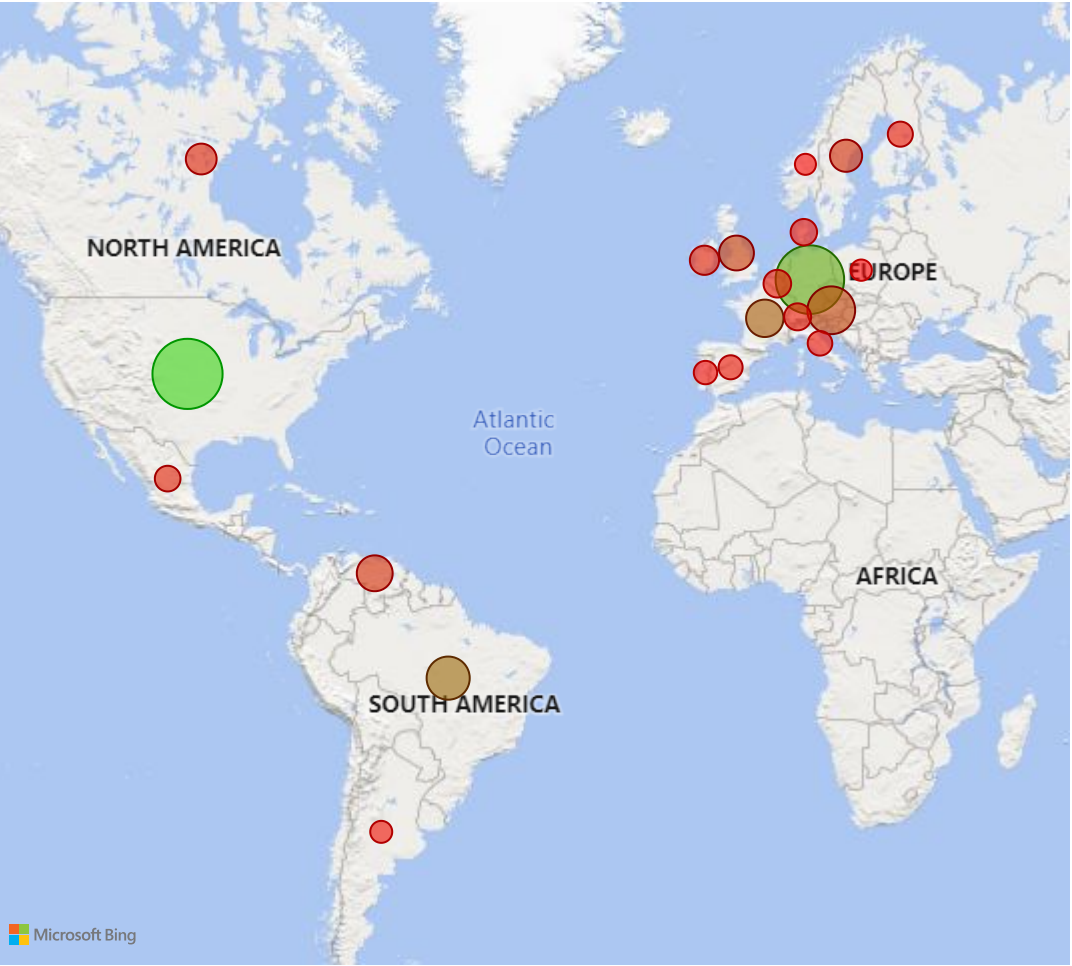 NORTH AMERICA
EUROPE
Atlantic
Ocean
AFRICA
SOUTH AMERICA
Microsoft Bing